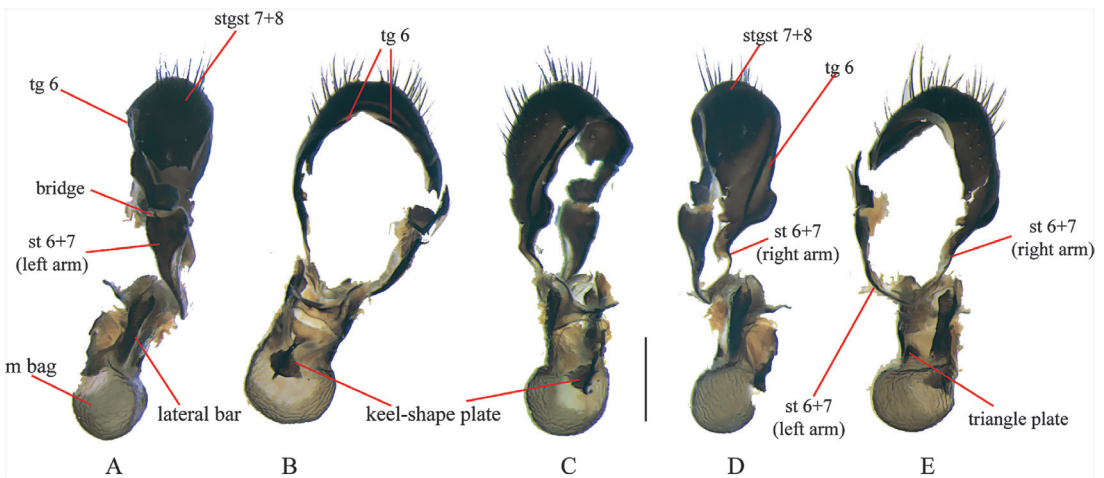 stgst 7+8
tg 6
stgst 7+8
tg 6
tg 6
bridge
st 6+7
(left arm)
st 6+7
(right arm)
st 6+7
(right arm)
m bag
lateral bar
keel-shape plate
st 6+7
(left arm)
triangle plate
A
B
C
D
E